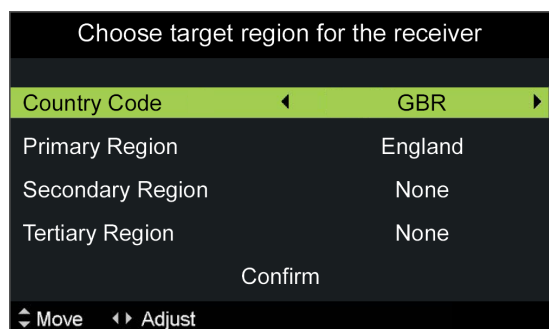 Choose target region for the receiver
Country Code GBR
Primary Region England
Secondary Region None
Tertiary Region None
Confirm
Move Adjust